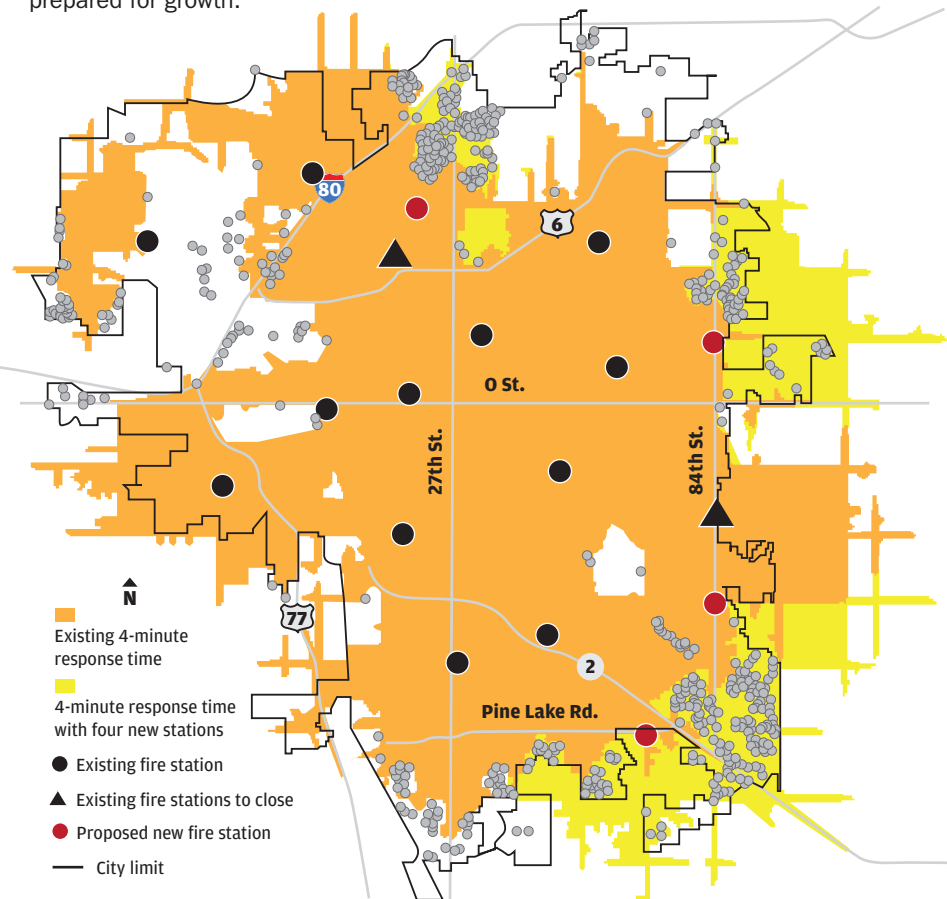 prepared for growth.
80
6
O St.
27th St.
84th St.
N
77
2
Pine Lake Rd.
Existing 4-minute
response time
4-minute response time
with four new stations
Existing fire station
Existing fire stations to close
Proposed new fire station
City limit